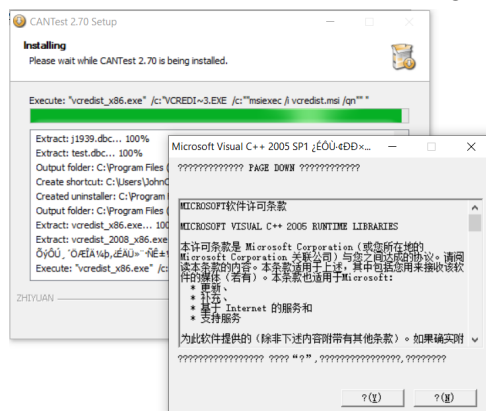 CANTest 2.70 Setup
Installing
Please wait while CANTest 2.70 is being installed.
Execute: "vcredist_x86.exe" /c:"VCREDI~3.EXE /c:""msiexec /i vcredist.msi /qn"" "
Extract: j1939.dbc... 100%
Extract: test.dbc... 100%
Output folder: C:\Program Files (
Create shortcut: C:\Users\JohnC
Created uninstaller: C:\Program
Output folder: C:\Program Files (
Extract: vcredist_x86.exe... 100
Extract: vcredist_2008_x86.exe
Execute: "vcredist_x86.exe" /c:
ZHIYUAN
Microsoft Visual C++ 2005 SP1 ¿ÉÔÙ·¢ÐÐ×...
????????????? PAGE DOWN ????????????
MICROSOFT软件许可条款
MICROSOFT VISUAL C++ 2005 RUNTIME LIBRARIES
本许可条款是 Microsoft Corporation（或您所在地的
Microsoft Corporation 关联公司）与您之间达成的协议。请阅
读本条款的内容。本条款适用于上述，其中包括您用来接收该软
件的媒体（若有）。本条款也适用于Microsoft:
* 更新、
* 补充、
* 基于 Internet 的服务和
* 支持服务
为此软件提供的（除非下述内容附带有其他条款）。如果确实附
????????????????? ???? “?”, ????????????????, ????????
?(Y)
?(N)